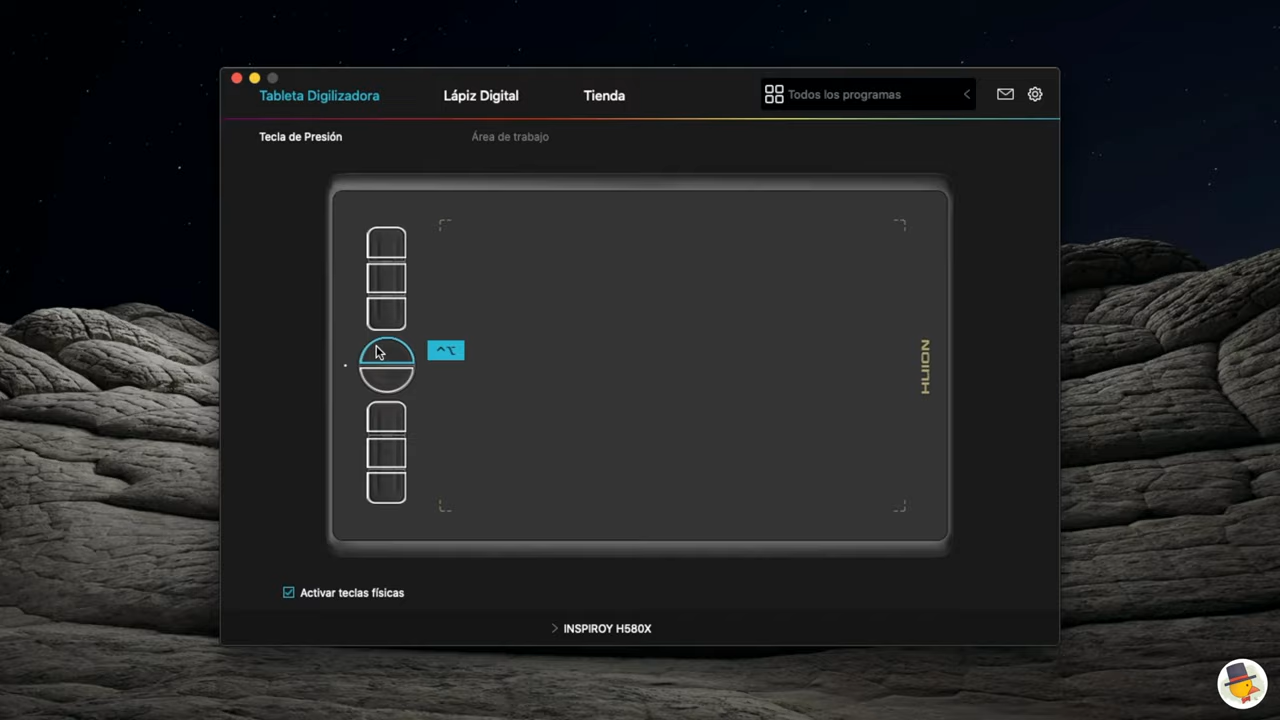 Tableta Digilizadora
Lápiz Digital
Tienda
Todos los programas
Tecla de Presión
Área de trabajo
^⌥
HUION
Activar teclas físicas
INSPIROY H580X